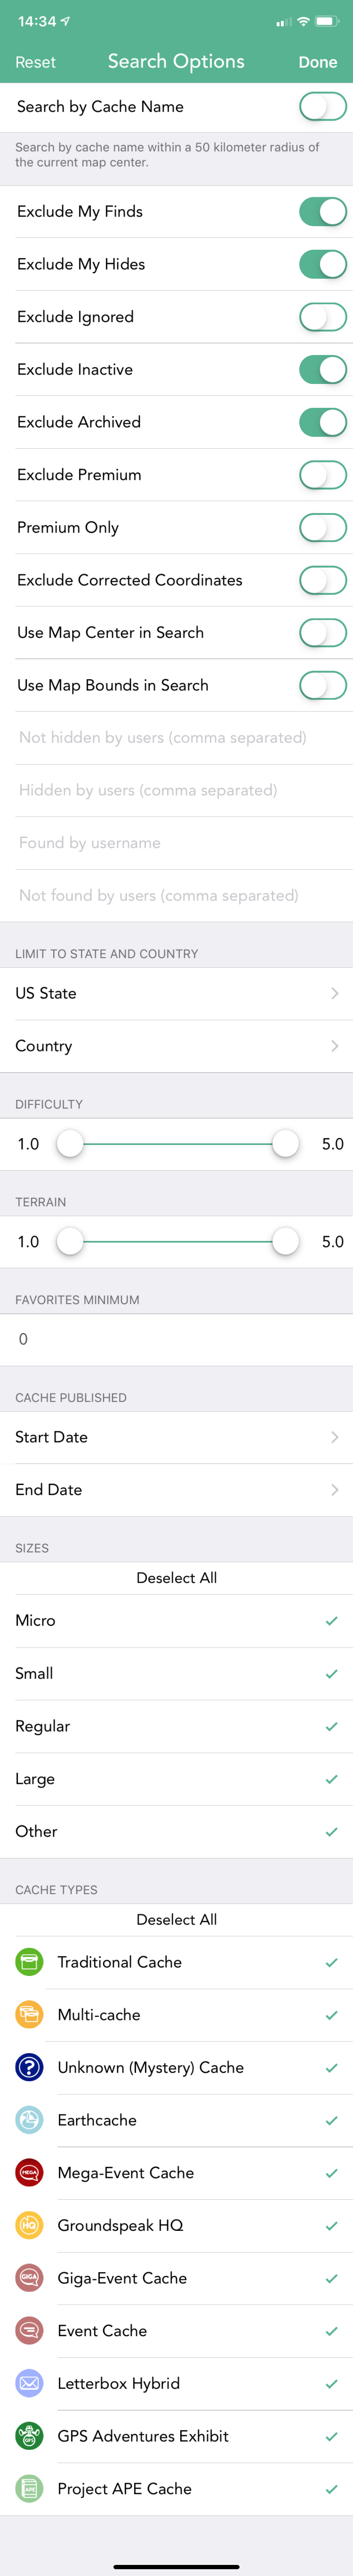 14:34
Reset Search Options Done
Search by Cache Name
Search by cache name within a 50 kilometer radius of
the current map center.
Exclude My Finds
Exclude My Hides
Exclude Ignored
Exclude Inactive
Exclude Archived
Exclude Premium
Premium Only
Exclude Corrected Coordinates
Use Map Center in Search
Use Map Bounds in Search
Not hidden by users (comma separated)
Hidden by users (comma separated)
Found by username
Not found by users (comma separated)
LIMIT TO STATE AND COUNTRY
US State
Country
DIFFICULTY
1.0 5.0
TERRAIN
1.0 5.0
FAVORITES MINIMUM
0
CACHE PUBLISHED
Start Date
End Date
SIZES
Deselect All
Micro
Small
Regular
Large
Other
CACHE TYPES
Deselect All
Traditional Cache
Multi-cache
? Unknown (Mystery) Cache
Earthcache
MEGA Mega-Event Cache
HQ Groundspeak HQ
GIGA Giga-Event Cache
Event Cache
Letterbox Hybrid
GPS GPS Adventures Exhibit
APE Project APE Cache